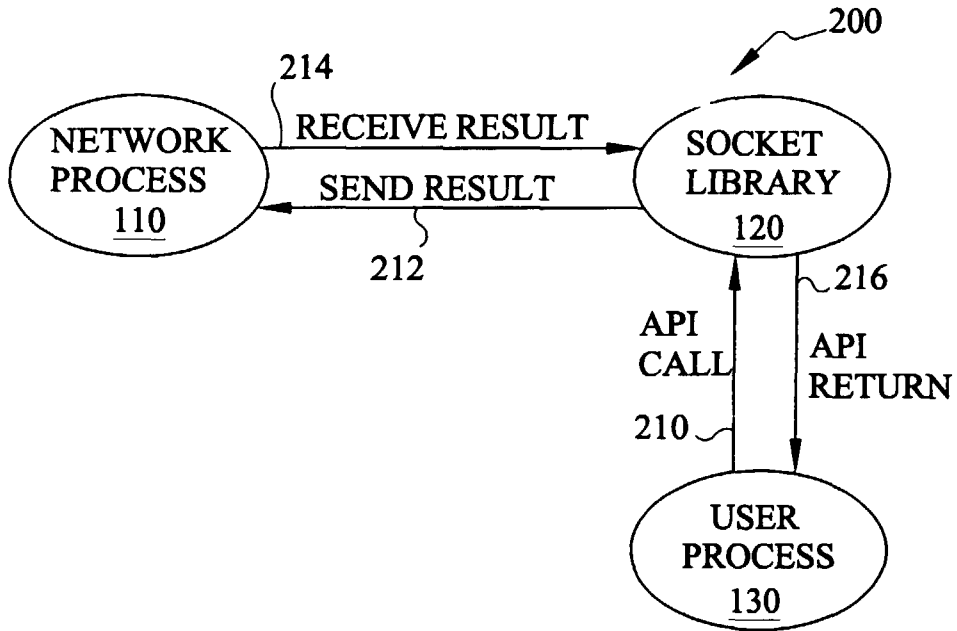 200
214
NETWORK
PROCESS
110
RECEIVE RESULT
SEND RESULT
212
SOCKET
LIBRARY
120
216
API
CALL
API
RETURN
210
USER
PROCESS
130